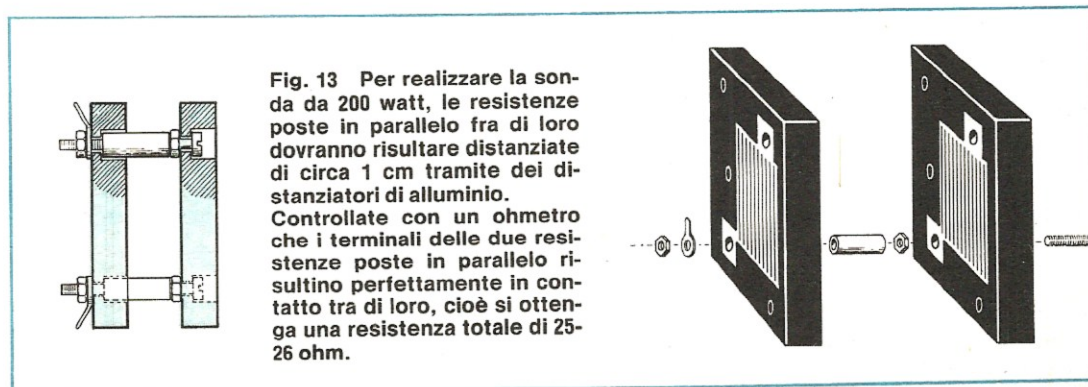 Fig. 13 Per realizzare la son-
da da 200 watt, le resistenze
poste in parallelo fra di loro
dovranno risultare distanziate
di circa 1 cm tramite dei di-
stanziatori di alluminio.
Controllate con un ohmetro
che i terminali delle due resi-
stenze poste in parallelo ri-
sultino perfettamente in con-
tatto tra di loro, cioè si otten-
ga una resistenza totale di 25-
26 ohm.